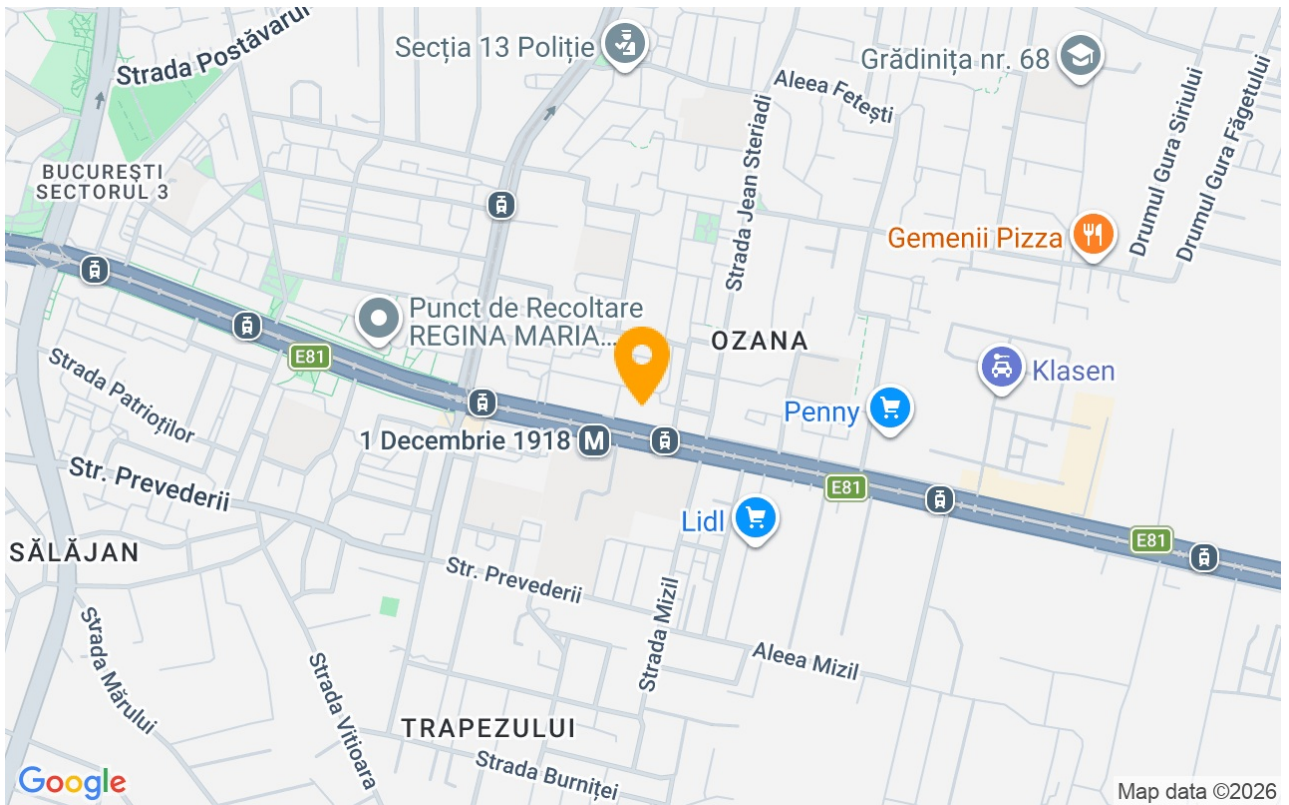 Strada Postăvarul
Secția 13 Poliție
Grădinița nr. 68
Aleea Fetești
Strada Jean Steriadi
Drumul Gura Siriului
Drumul Gura Făgetului
BUCUREȘTI
SECTORUL 3
Gemenii Pizza
Punct de Recoltare
REGINA MARIA...
OZANA
E81
Klasen
Strada Patrioților
Penny
1 Decembrie 1918 M
Str. Prevederii
E81
Lidl
E81
SĂLĂJAN
Str. Prevederii
Strada Mizil
Strada Mărului
Aleea Mizil
Strada Vitioara
TRAPEZULUI
Strada Burniței
Google
Map data ©2026